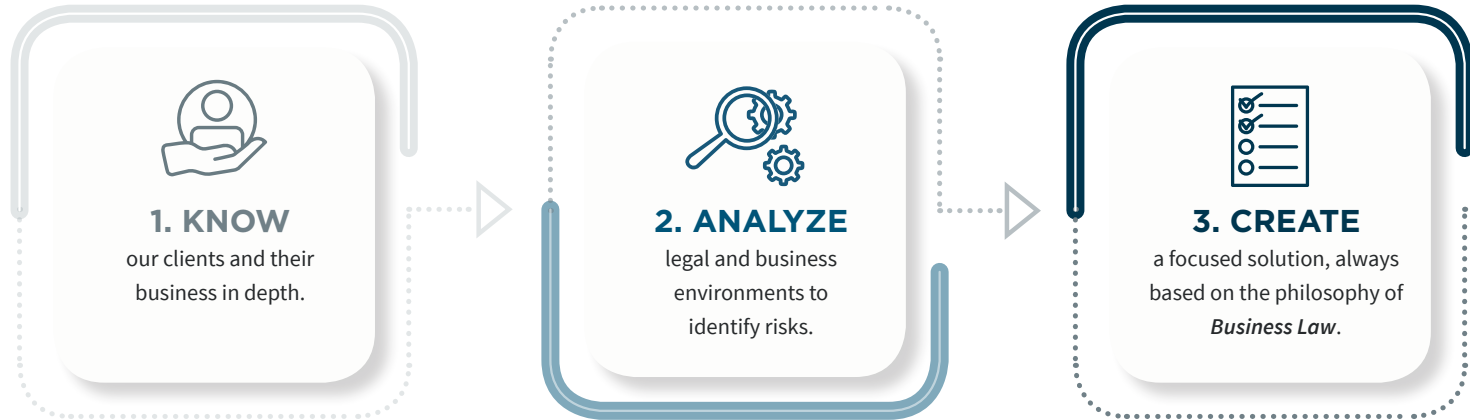 1. KNOW
our clients and their
business in depth.
2. ANALYZE
legal and business
environments to
identify risks.
3. CREATE
a focused solution, always
based on the philosophy of
Business Law.